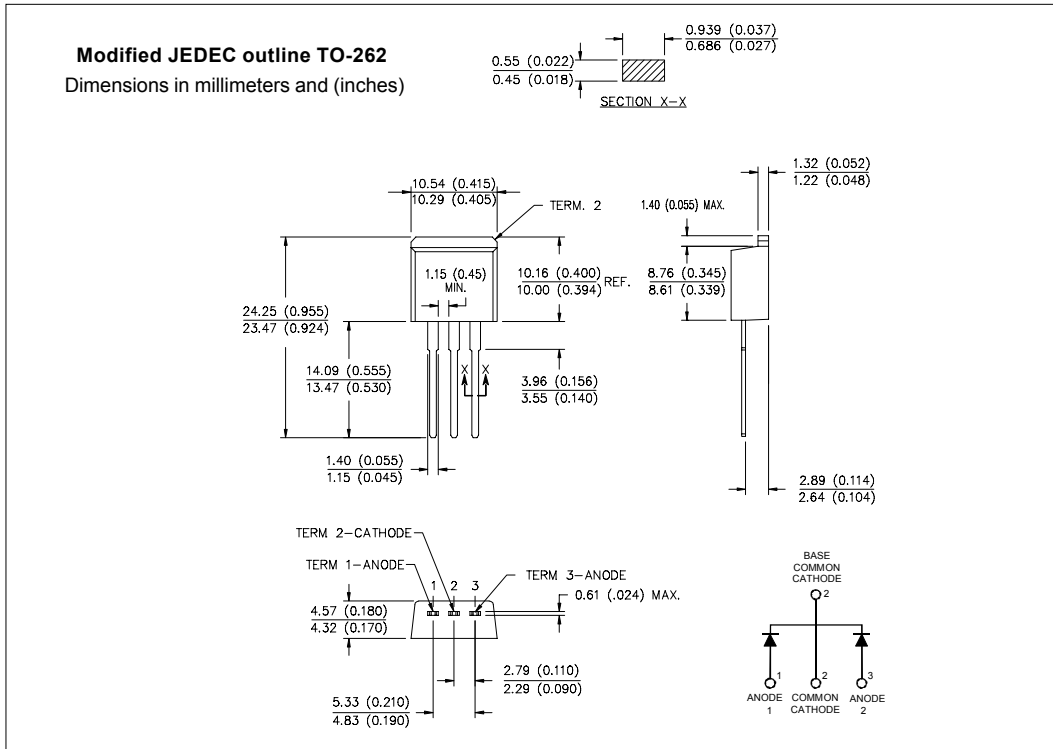 Modified JEDEC outline TO-262
Dimensions in millimeters and (inches)
0.939 (0.037)
0.686 (0.027)
0.55 (0.022)
0.45 (0.018)
SECTION X-X
10.54 (0.415)
10.29 (0.405)
TERM. 2
1.32 (0.052)
1.22 (0.048)
1.40 (0.055) MAX.
1.15 (0.45)
MIN.
10.16 (0.400)
10.00 (0.394)
REF.
8.76 (0.345)
8.61 (0.339)
24.25 (0.955)
23.47 (0.924)
14.09 (0.555)
13.47 (0.530)
X X
3.96 (0.156)
3.55 (0.140)
1.40 (0.055)
1.15 (0.045)
2.89 (0.114)
2.64 (0.104)
TERM 2-CATHODE
TERM 1-ANODE
TERM 3-ANODE
1 2 3
0.61 (.024) MAX.
4.57 (0.180)
4.32 (0.170)
2.79 (0.110)
2.29 (0.090)
5.33 (0.210)
4.83 (0.190)
BASE
COMMON
CATHODE
2
1 2 3
ANODE COMMON ANODE
1 CATHODE 2